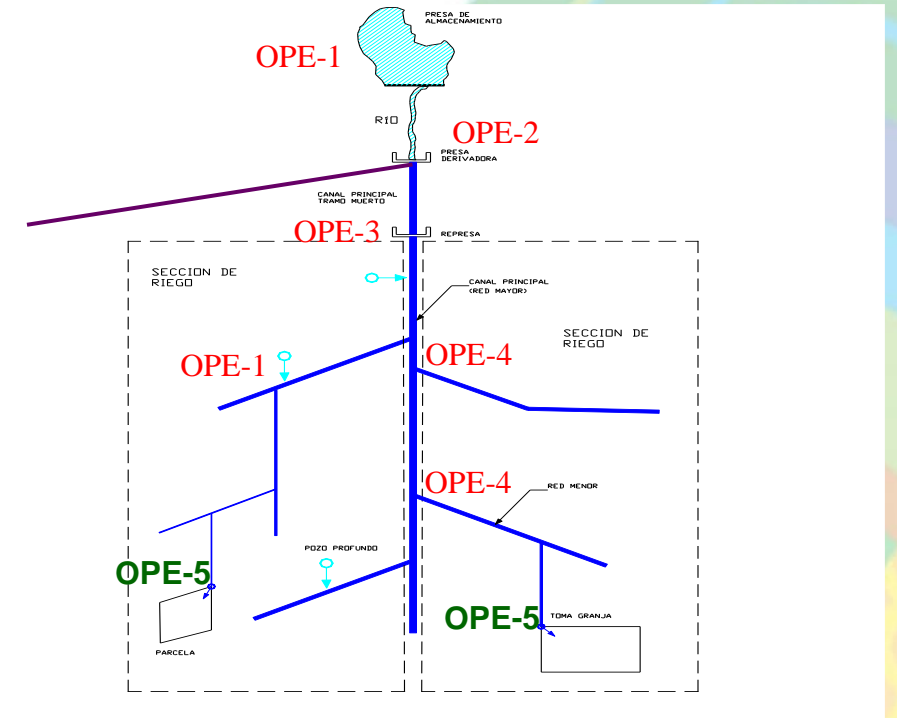 PRESA DE
ALMACENAMIENTO
OPE-1
RIO
OPE-2
PRESA
DERIVADORA
CANAL PRINCIPAL
TRAMO MUERTO
OPE-3
REPRESA
SECCION DE
RIEGO
CANAL PRINCIPAL
(RED MAYOR)
SECCION DE
RIEGO
OPE-1
OPE-4
OPE-4
RED MENOR
POZO PROFUNDO
OPE-5
OPE-5
TOMA GRANJA
PARCELA